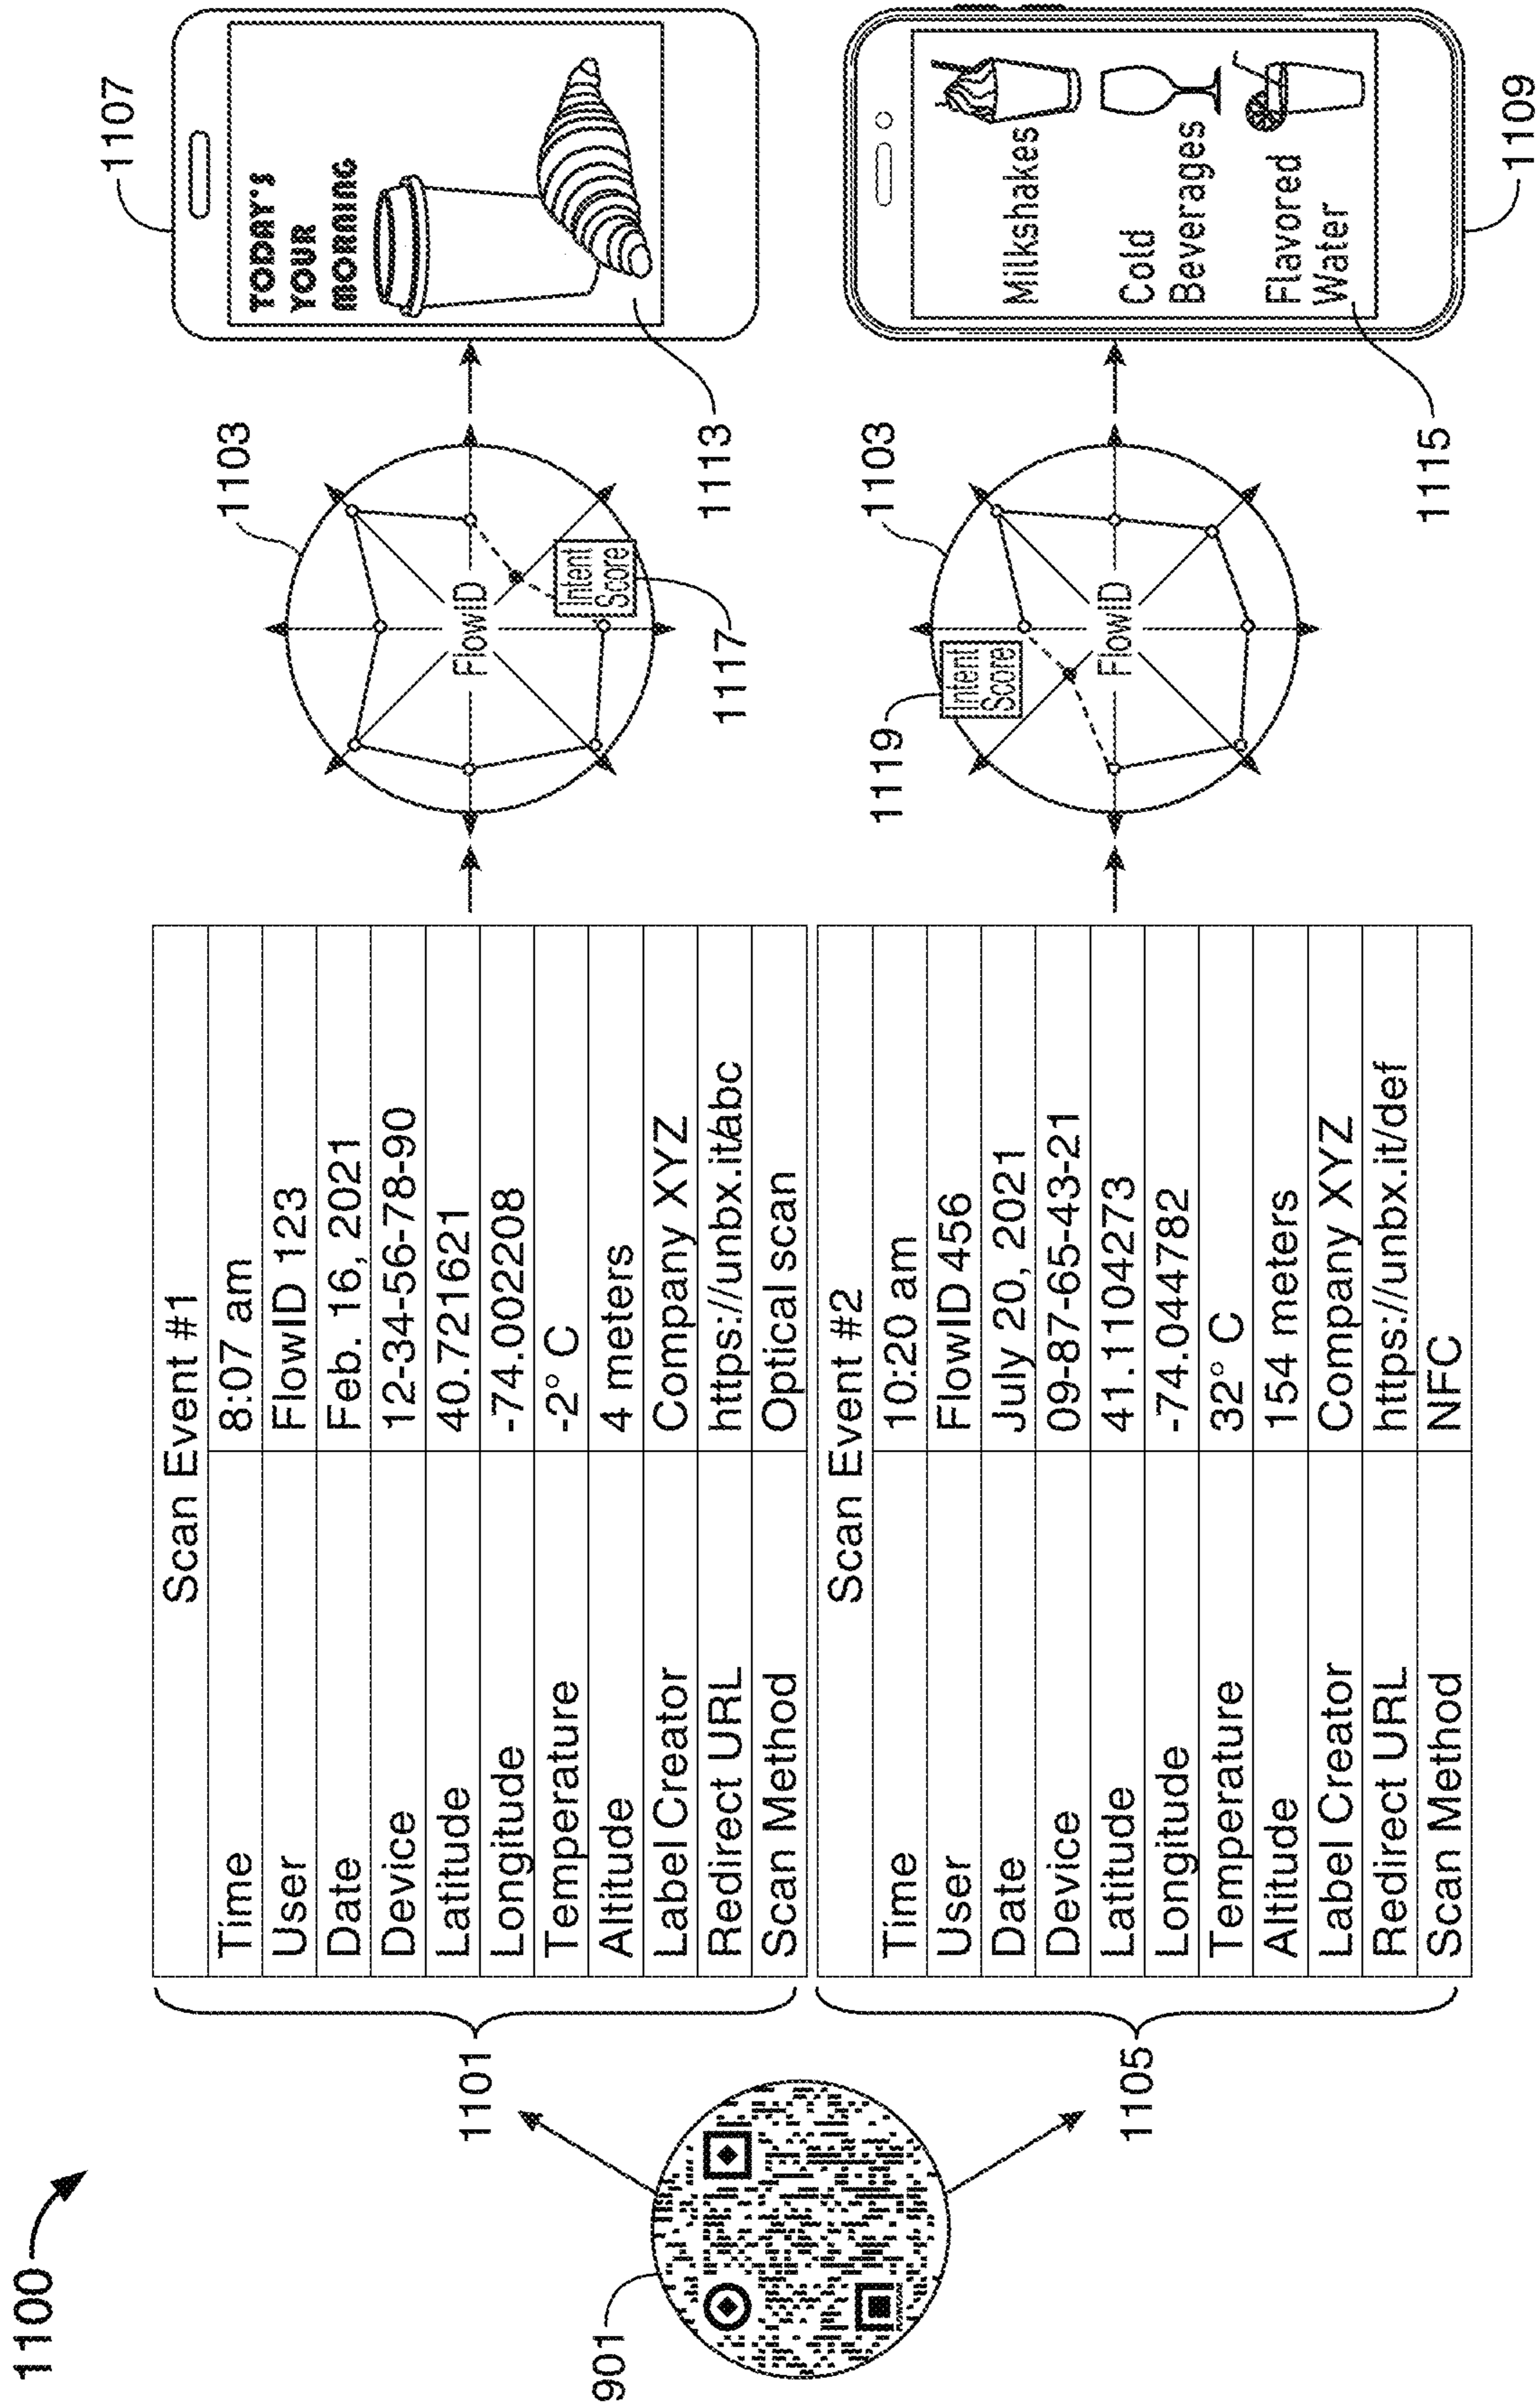 1100
901
1101
1105
Scan Event #1
Time 8:07 am
User FlowID 123
Date Feb. 16, 2021
Device 12-34-56-78-90
Latitude 40.721621
Longitude -74.002208
Temperature -2° C
Altitude 4 meters
Label Creator Company XYZ
Redirect URL https://unbx.it/abc
Scan Method Optical scan
Scan Event #2
Time 10:20 am
User FlowID 456
Date July 20, 2021
Device 09-87-65-43-21
Latitude 41.1104273
Longitude -74.044782
Temperature 32° C
Altitude 154 meters
Label Creator Company XYZ
Redirect URL https://unbx.it/def
Scan Method NFC
1103
FlowID
Intent
Score
1117
1119
Intent
Score
1103
FlowID
1107
TODAY'S
YOUR
MORNING
1113
Milkshakes
Cold
Beverages
Flavored
Water
1115
1109